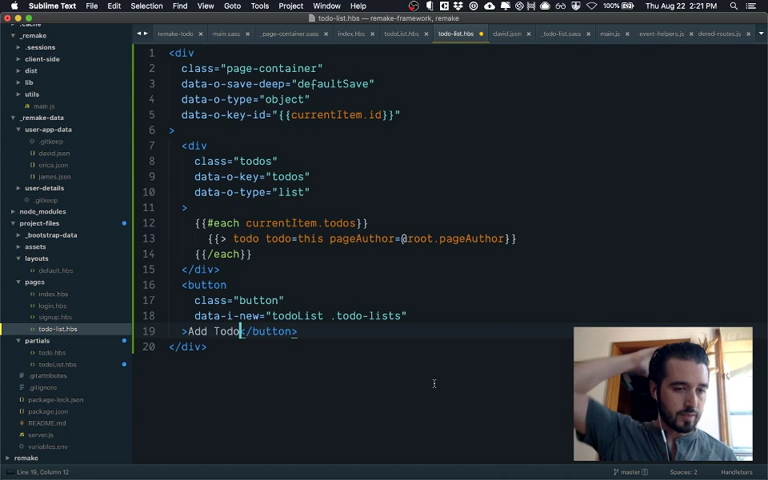 Sublime Text File Edit Selection Find View Goto Tools Project Window Help
100% Thu Aug 22 2:21 PM
todo-list.hbs — remake-framework, remake
remake-todo main.sass _page-container.sass index.hbs todoList.hbs todo-list.hbs david.json _todo-list.sass main.js event-helpers.js dered-routes.js
.cache
_remake
.sessions
client-side
dist
lib
utils
main.js
_remake-data
user-app-data
.gitkeep
david.json
erica.json
james.json
user-details
.gitkeep
node_modules
project-files
_bootstrap-data
assets
layouts
default.hbs
pages
index.hbs
login.hbs
signup.hbs
todo-list.hbs
partials
todo.hbs
todoList.hbs
.gitattributes
.gitignore
package-lock.json
package.json
README.md
server.js
variables.env
remake
1 <div
2 class="page-container"
3 data-o-save-deep="defaultSave"
4 data-o-type="object"
5 data-o-key-id="{{currentItem.id}}"
6 >
7 <div
8 class="todos"
9 data-o-key="todos"
10 data-o-type="list"
11 >
12 {{#each currentItem.todos}}
13 {{> todo todo=this pageAuthor=@root.pageAuthor}}
14 {{/each}}
15 </div>
16 <button
17 class="button"
18 data-i-new="todoList .todo-lists"
19 >Add Todo</button>
20 </div>
Line 19, Column 12 master Spaces: 2 Handlebars